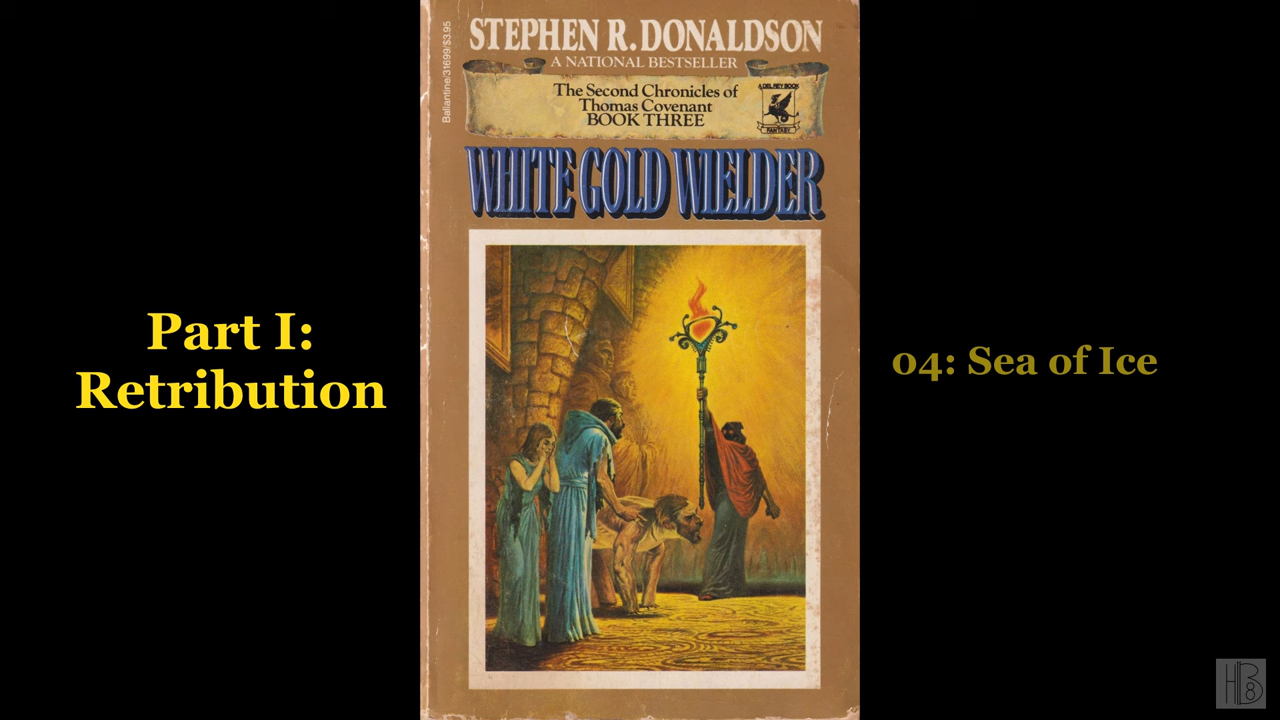 Part I:
Retribution
Ballantine/31699/$3.95
STEPHEN R. DONALDSON
A NATIONAL BESTSELLER
The Second Chronicles of
Thomas Covenant
BOOK THREE
A DEL REY BOOK
FANTASY
WHITE GOLD WIELDER
04: Sea of Ice
HB8